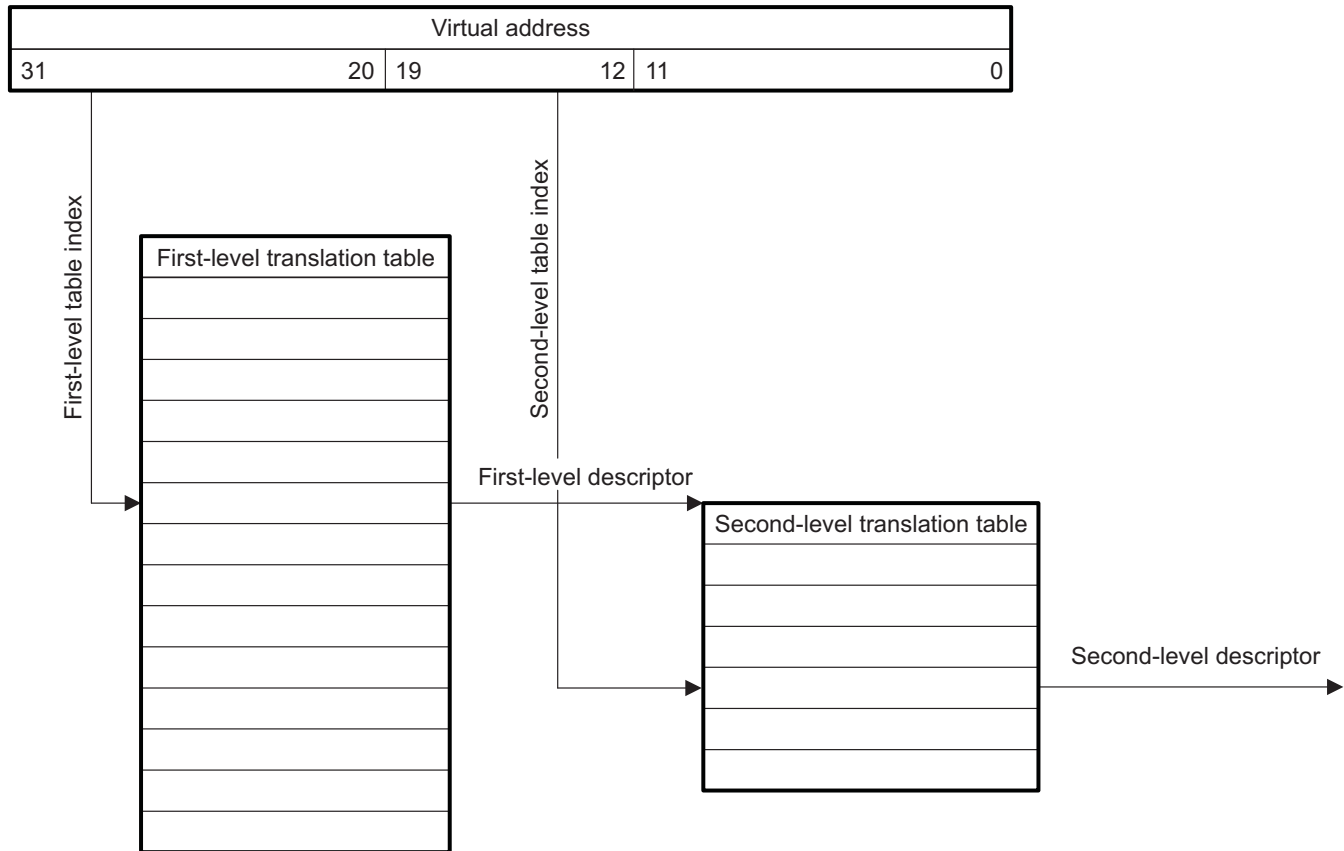 Virtual address
31 20 19 12 11 0
First-level table index
Second-level table index
First-level translation table
First-level descriptor
Second-level translation table
Second-level descriptor